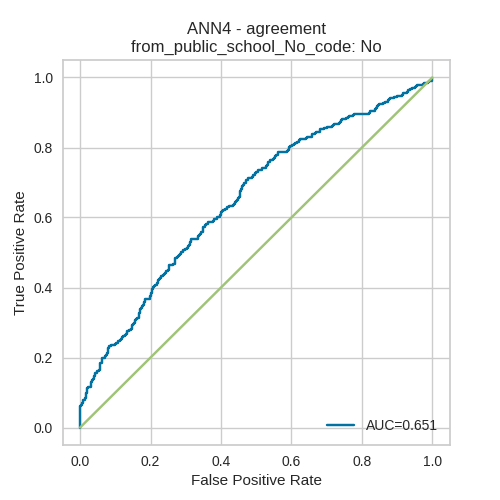 ANN4 - agreement
from_public_school_No_code: No
1.0
0.8
0.6
0.4
0.2
0.0
True Positive Rate
AUC=0.651
0.0 0.2 0.4 0.6 0.8 1.0
False Positive Rate